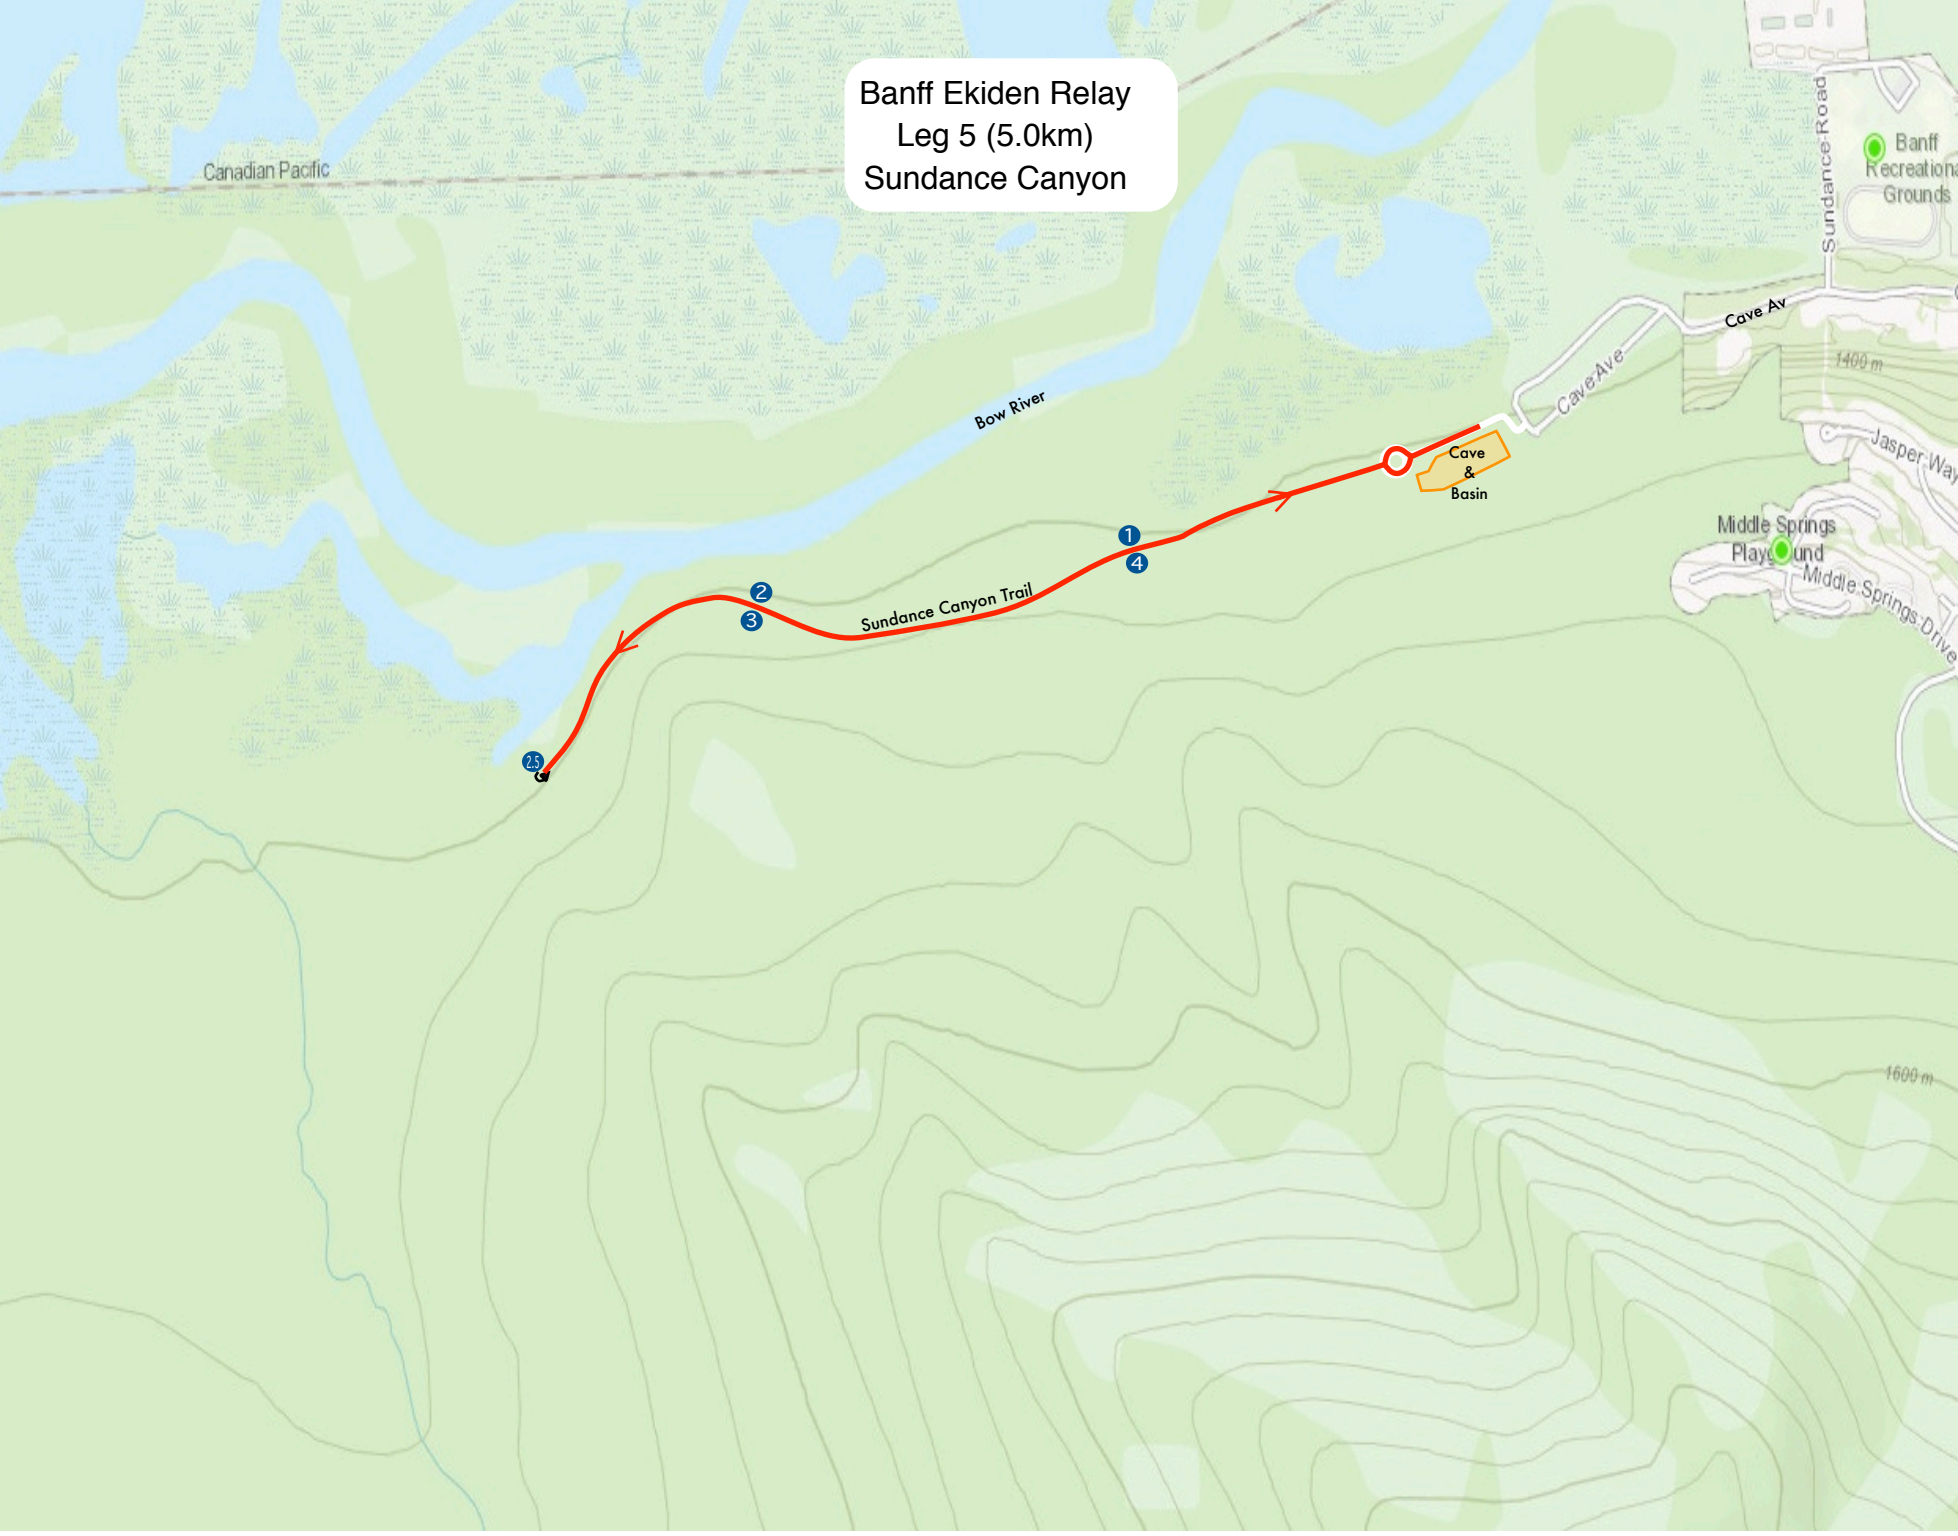 Banff Ekiden Relay
Leg 5 (5.0km)
Sundance Canyon
Canadian Pacific
Sundance Road
Banff
Recreationa
Grounds
Cave Av
1400 m
Cave Ave
Bow River
Jasper Way
Cave
&
Basin
Middle Springs
Playground
Middle Springs Drive
1
4
2
3
Sundance Canyon Trail
2.5
1600 m